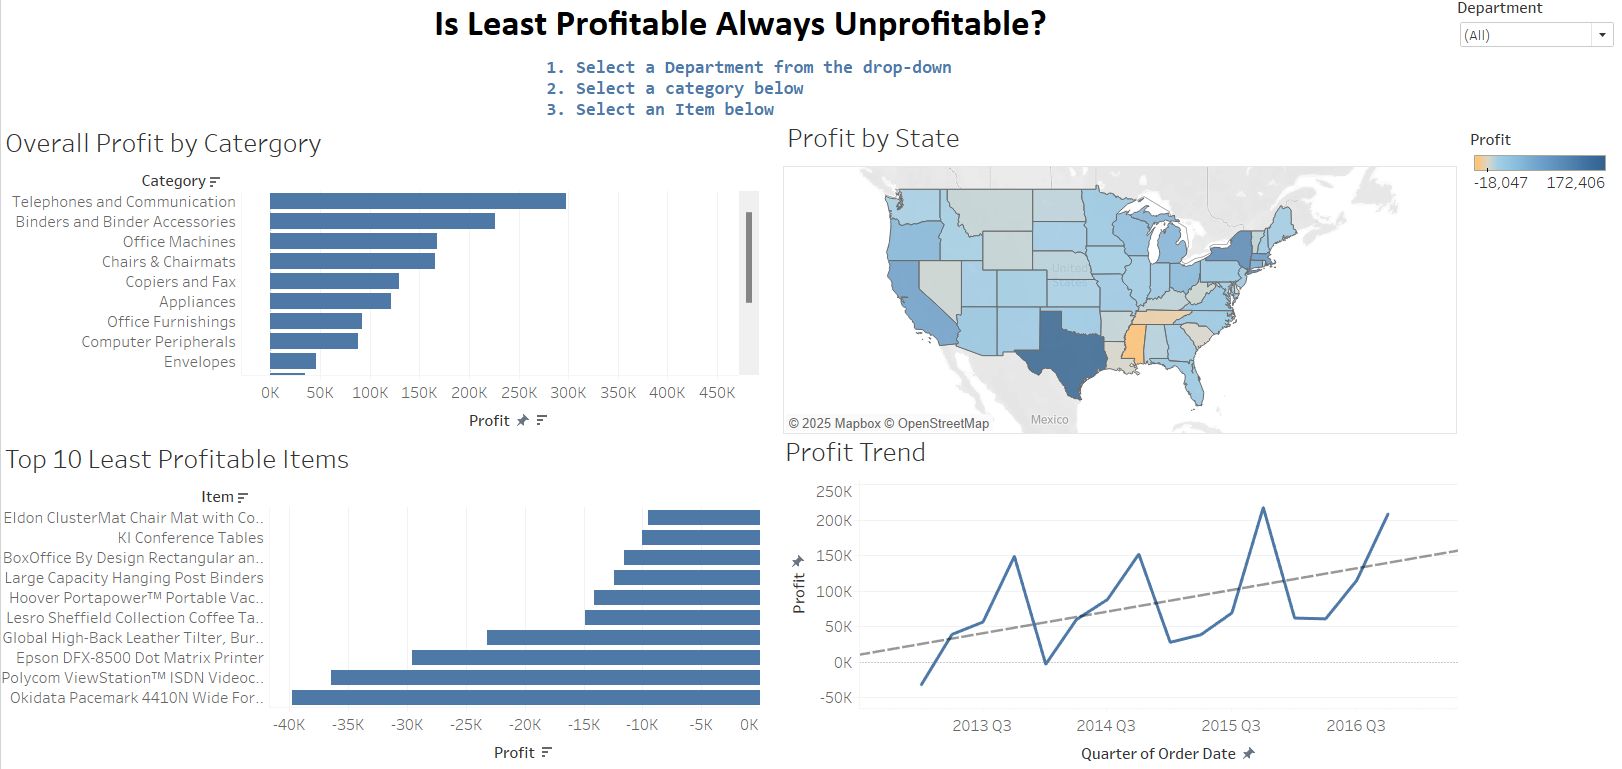 Is Least Profitable Always Unprofitable?
Department
(All)
1. Select a Department from the drop-down
2. Select a category below
3. Select an Item below
Overall Profit by Catergory
Category
Telephones and Communication
Binders and Binder Accessories
Office Machines
Chairs & Chairmats
Copiers and Fax
Appliances
Office Furnishings
Computer Peripherals
Envelopes
0K 50K 100K 150K 200K 250K 300K 350K 400K 450K
Profit
Profit by State
United
States
Mexico
© 2025 Mapbox © OpenStreetMap
Profit
-18,047 172,406
Top 10 Least Profitable Items
Item
Eldon ClusterMat Chair Mat with Co..
KI Conference Tables
BoxOffice By Design Rectangular an..
Large Capacity Hanging Post Binders
Hoover Portapower™ Portable Vac..
Lesro Sheffield Collection Coffee Ta..
Global High-Back Leather Tilter, Bur..
Epson DFX-8500 Dot Matrix Printer
Polycom ViewStation™ ISDN Videoc..
Okidata Pacemark 4410N Wide For..
-40K -35K -30K -25K -20K -15K -10K -5K 0K
Profit
Profit Trend
250K
200K
150K
100K
50K
0K
-50K
Profit
2013 Q3 2014 Q3 2015 Q3 2016 Q3
Quarter of Order Date